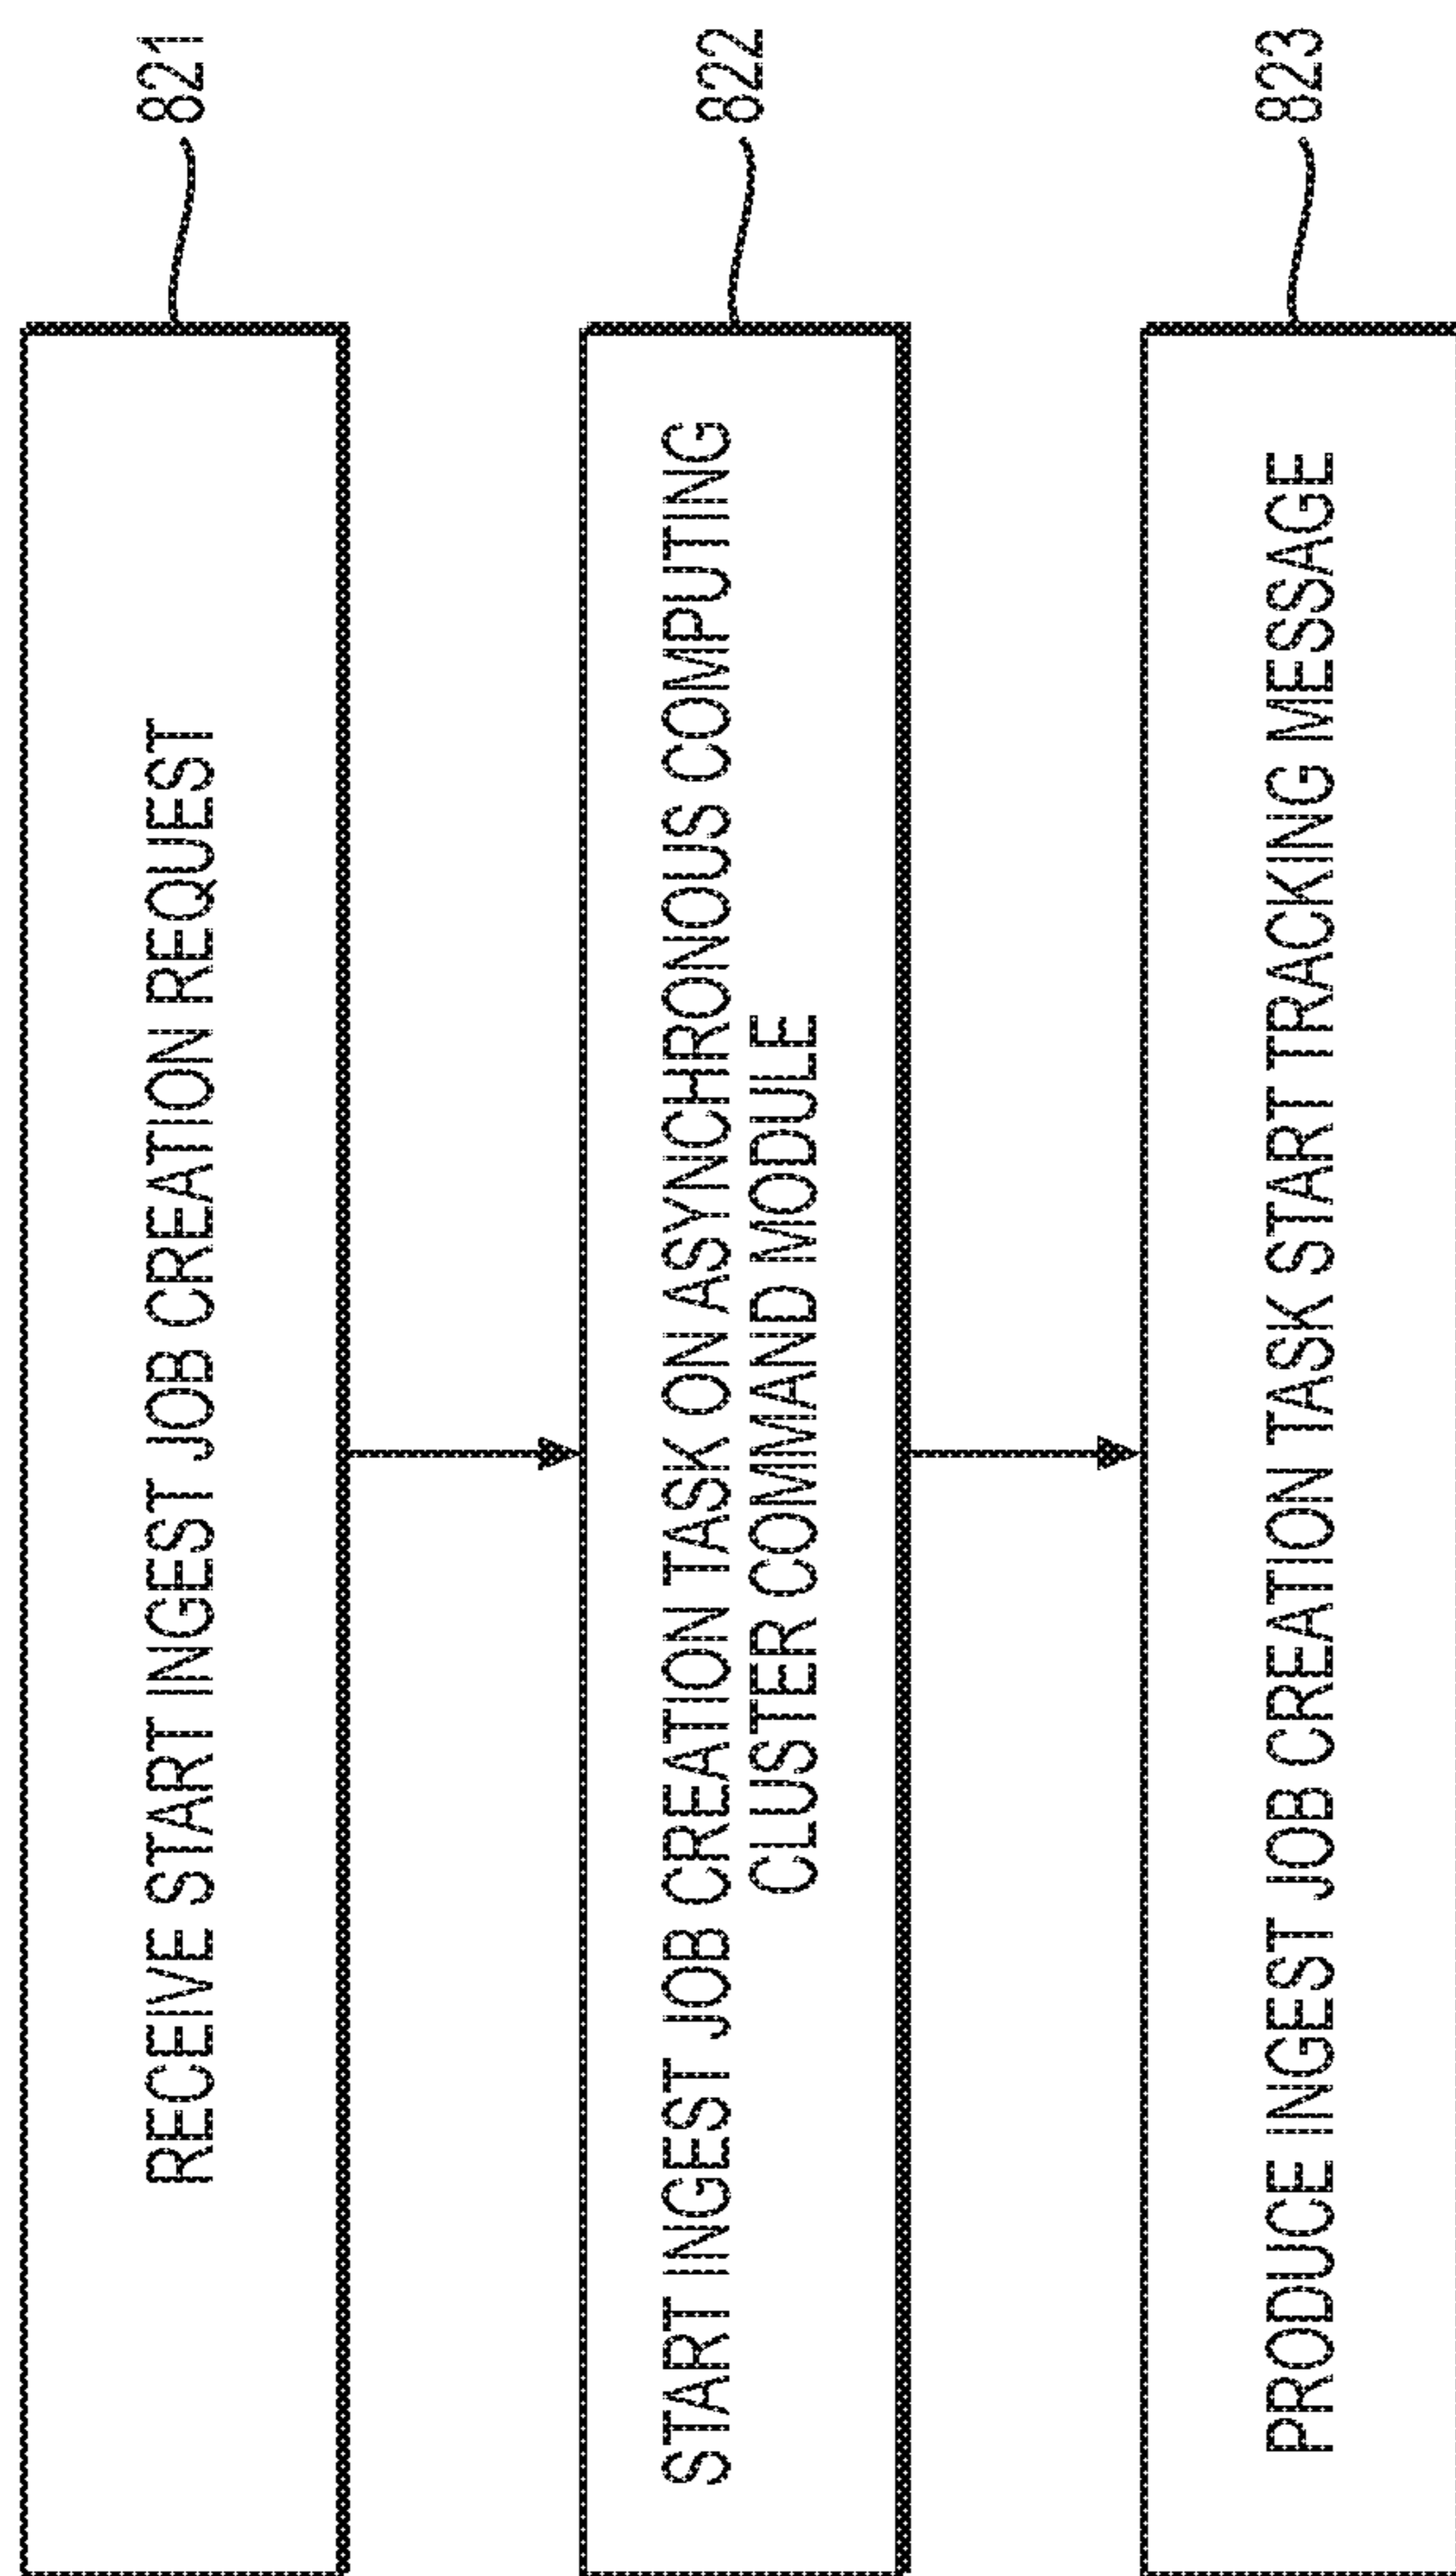 RECEIVE START INGEST JOB CREATION REQUEST
821
START INGEST JOB CREATION TASK ON ASYNCHRONOUS COMPUTING
CLUSTER COMMAND MODULE
822
PRODUCE INGEST JOB CREATION TASK START TRACKING MESSAGE
823